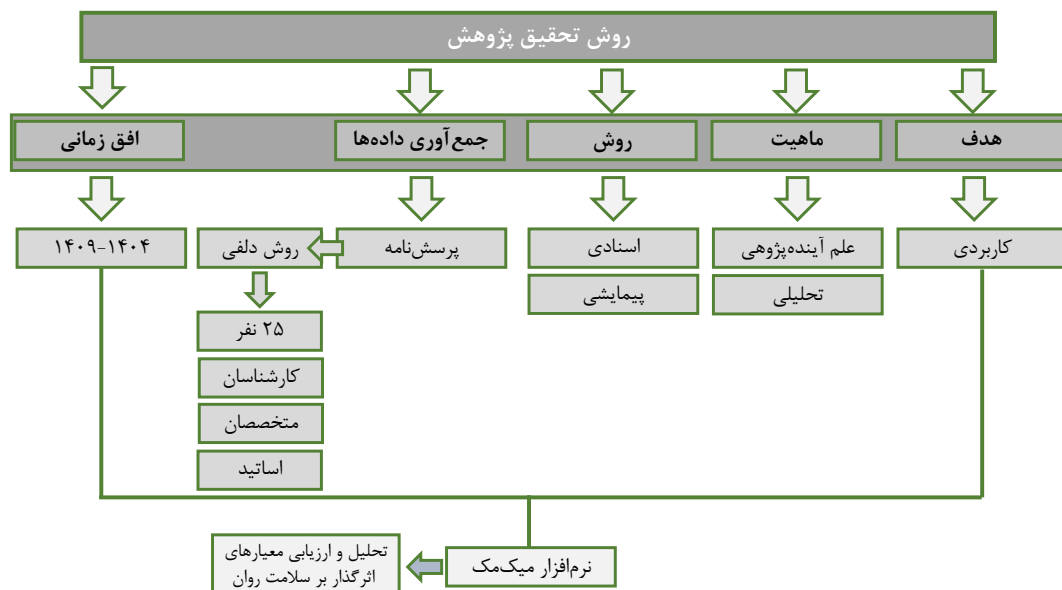 روش تحقیق پژوهش
هدف
ماهیت
روش
جمع‌آوری داده‌ها
افق زمانی
کاربردی
علم آینده‌پژوهی
اسنادی
پرسش‌نامه
روش دلفی
۱۴۰۴-۱۴۰۹
تحلیلی
پیمایشی
۲۵ نفر
کارشناسان
متخصصان
اساتید
نرم‌افزار میک‌مک
تحلیل و ارزیابی معیارهای
اثرگذار بر سلامت روان